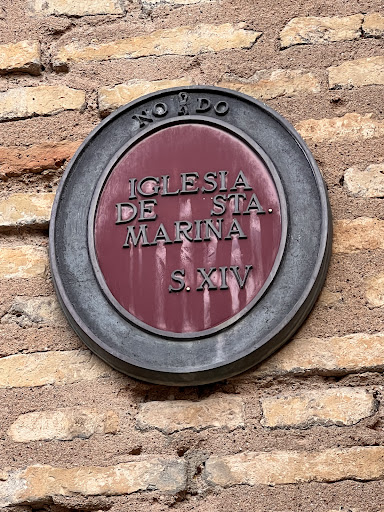 NO8DO
IGLESIA
DE STA.
MARINA
S. XIV